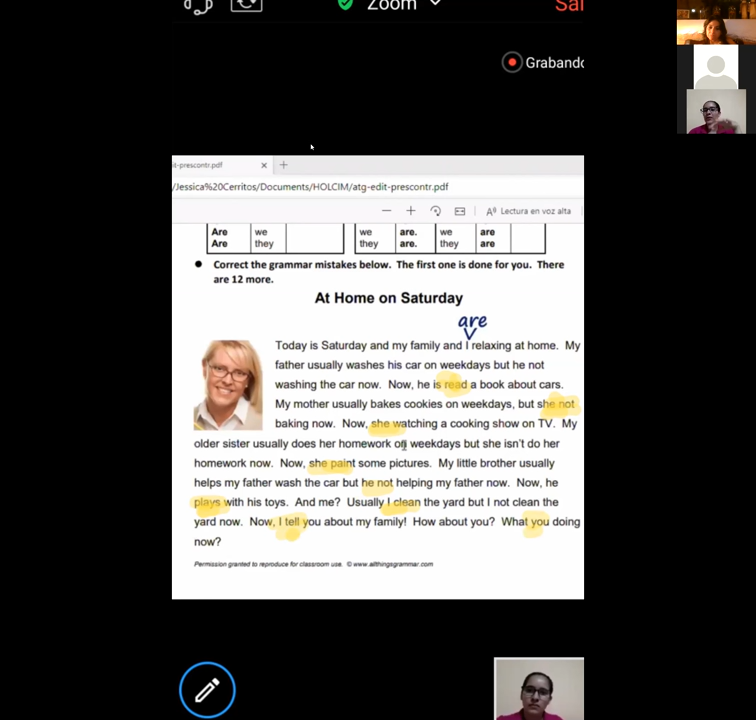 Zoom
Sal
Grabando
it-prescontr.pdf
/Jessica%20Cerritos/Documents/HOLCIM/atg-edit-prescontr.pdf
Lectura en voz alta
Are we we are. we are
Are they they are. they are
Correct the grammar mistakes below. The first one is done for you. There
are 12 more.
At Home on Saturday
are
Today is Saturday and my family and I relaxing at home. My
father usually washes his car on weekdays but he not
washing the car now. Now, he is read a book about cars.
My mother usually bakes cookies on weekdays, but she not
baking now. Now, she watching a cooking show on TV. My
older sister usually does her homework on weekdays but she isn't do her
homework now. Now, she paint some pictures. My little brother usually
helps my father wash the car but he not helping my father now. Now, he
plays with his toys. And me? Usually I clean the yard but I not clean the
yard now. Now, I tell you about my family! How about you? What you doing
now?
Permission granted to reproduce for classroom use. © www.allthingsgrammar.com